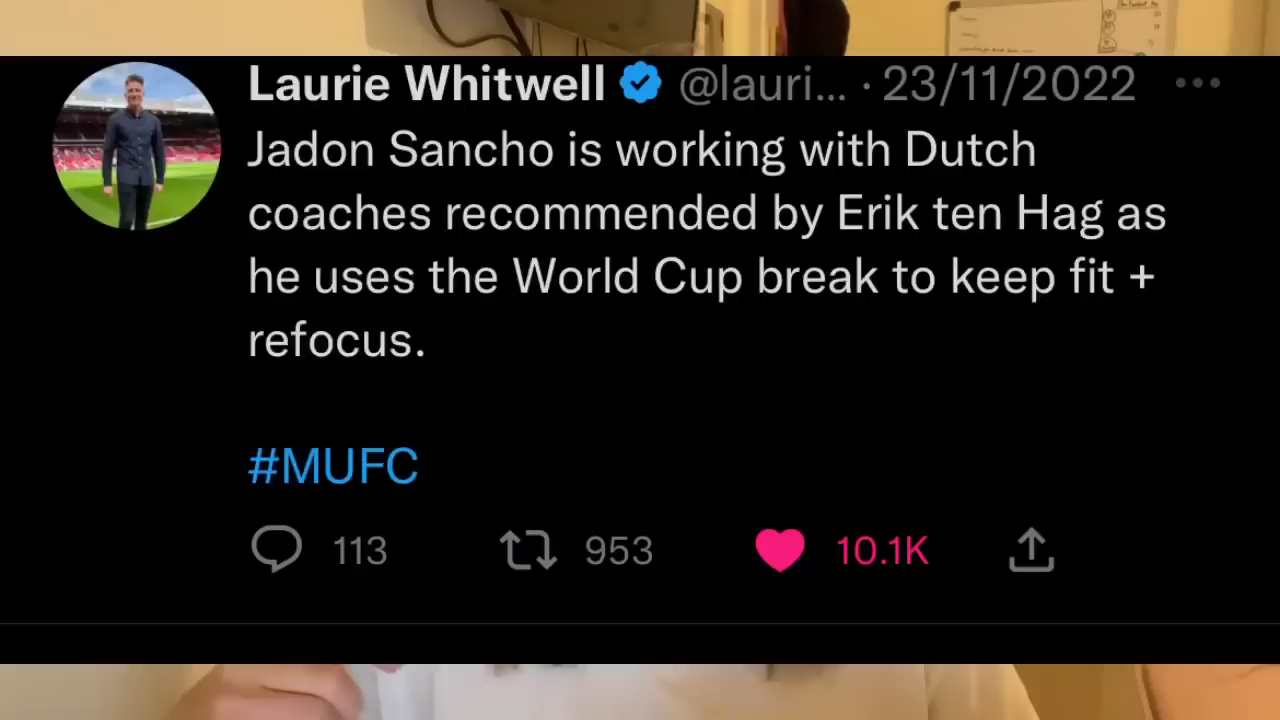 Laurie Whitwell @lauri... · 23/11/2022
Jadon Sancho is working with Dutch
coaches recommended by Erik ten Hag as
he uses the World Cup break to keep fit +
refocus.
#MUFC
113 953 10.1K